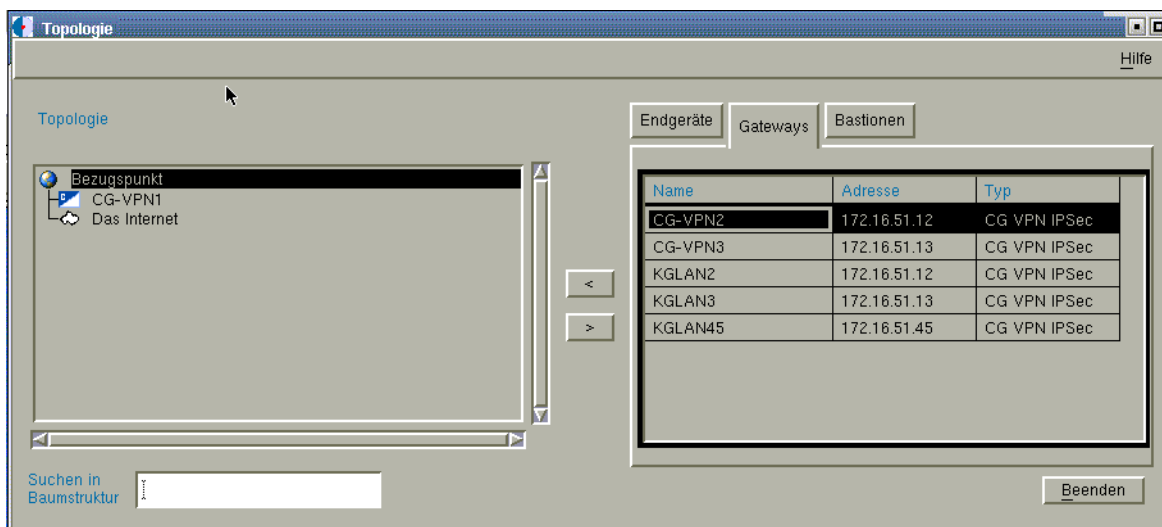 Topologie
Hilfe
Topologie
Bezugspunkt
CG-VPN1
Das Internet
Suchen in
Baumstruktur
<
>
Endgeräte Gateways Bastionen
Name Adresse Typ
CG-VPN2 172.16.51.12 CG VPN IPSec
CG-VPN3 172.16.51.13 CG VPN IPSec
KGLAN2 172.16.51.12 CG VPN IPSec
KGLAN3 172.16.51.13 CG VPN IPSec
KGLAN45 172.16.51.45 CG VPN IPSec
Beenden